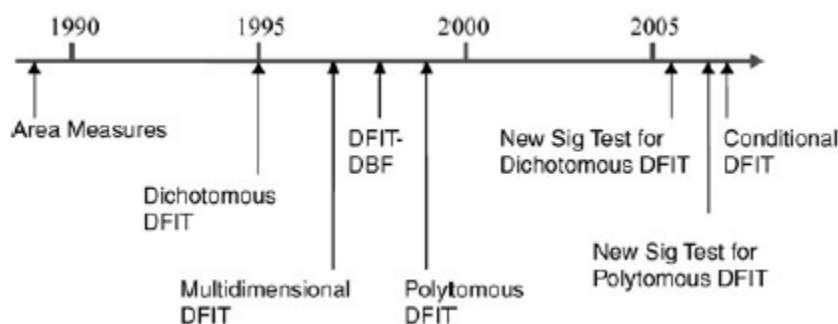 1990 1995 2000 2005
Area Measures
DFIT-
DBF
New Sig Test for
Dichotomous DFIT
Conditional
DFIT
Dichotomous
DFIT
New Sig Test for
Polytomous DFIT
Multidimensional
DFIT
Polytomous
DFIT